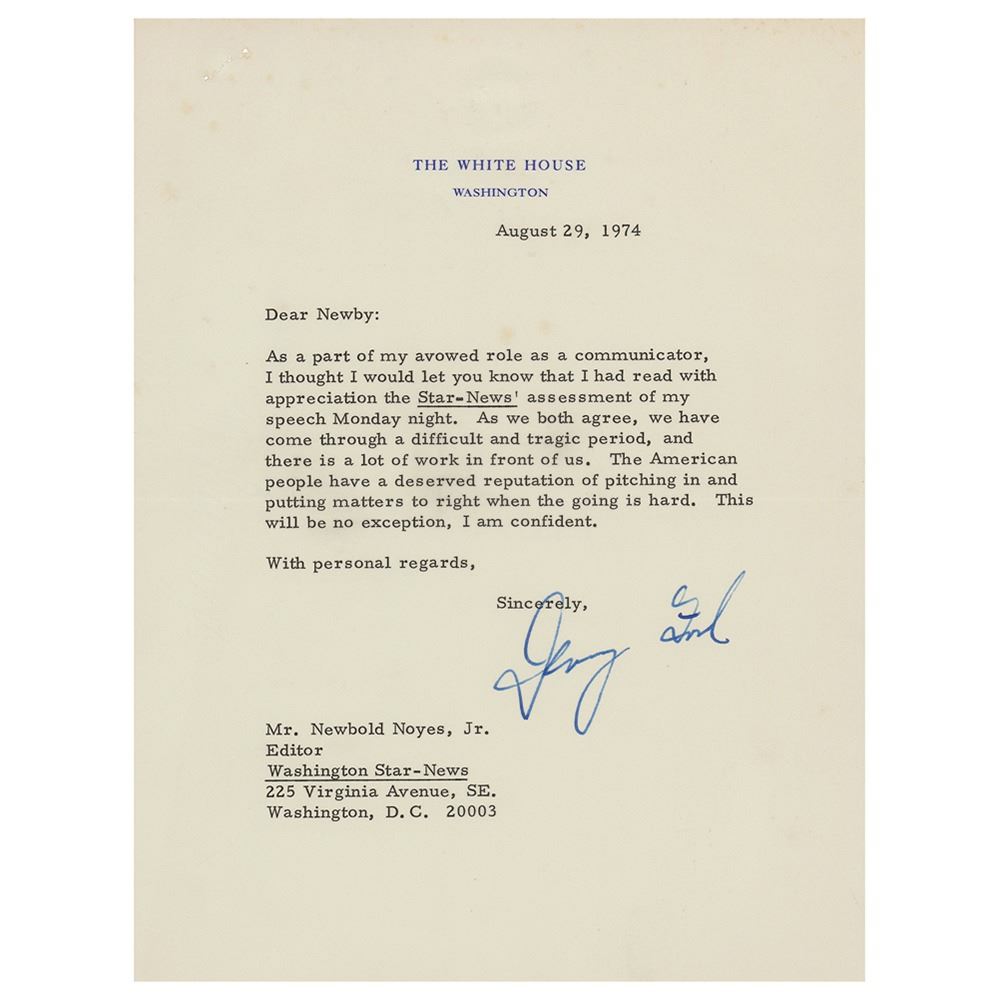 THE WHITE HOUSE
WASHINGTON
August 29, 1974
Dear Newby:
As a part of my avowed role as a communicator,
I thought I would let you know that I had read with
appreciation the Star-News' assessment of my
speech Monday night. As we both agree, we have
come through a difficult and tragic period, and
there is a lot of work in front of us. The American
people have a deserved reputation of pitching in and
putting matters to right when the going is hard. This
will be no exception, I am confident.
With personal regards,
Sincerely,
Jerry Ford
Mr. Newbold Noyes, Jr.
Editor
Washington Star-News
225 Virginia Avenue, SE.
Washington, D.C. 20003